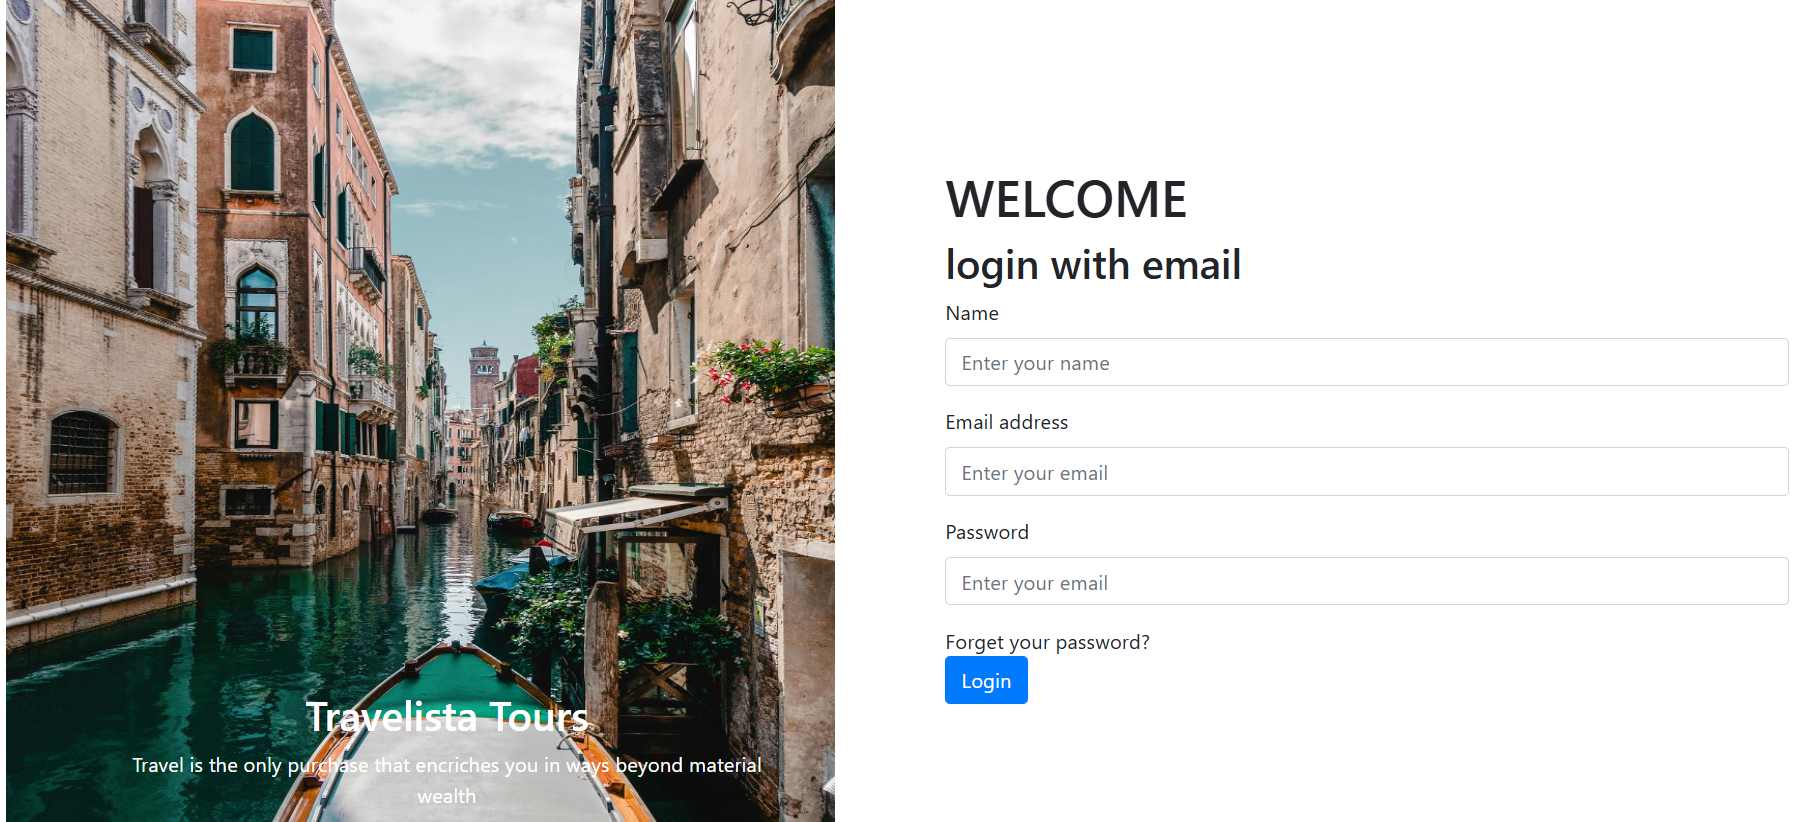 Travelista Tours
Travel is the only purchase that encriches you in ways beyond material
wealth
WELCOME
login with email
Name
Enter your name
Email address
Enter your email
Password
Enter your email
Forget your password?
Login